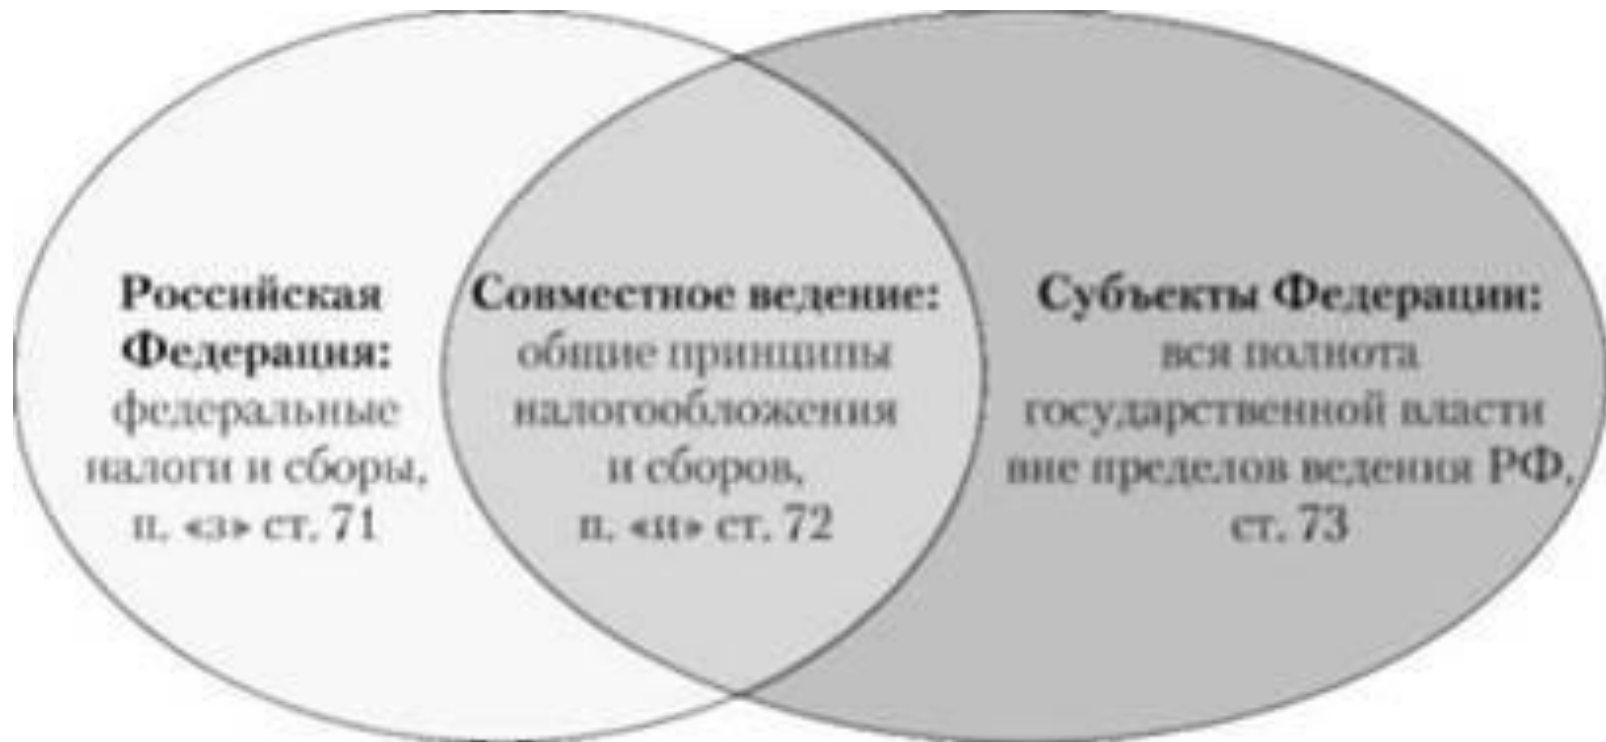 Российская
Федерация:
федеральные
налоги и сборы,
п. «з» ст. 71
Совместное ведение:
общие принципы
налогообложения
и сборов,
п. «и» ст. 72
Субъекты Федерации:
вся полнота
государственной власти
вне пределов ведения РФ,
ст. 73